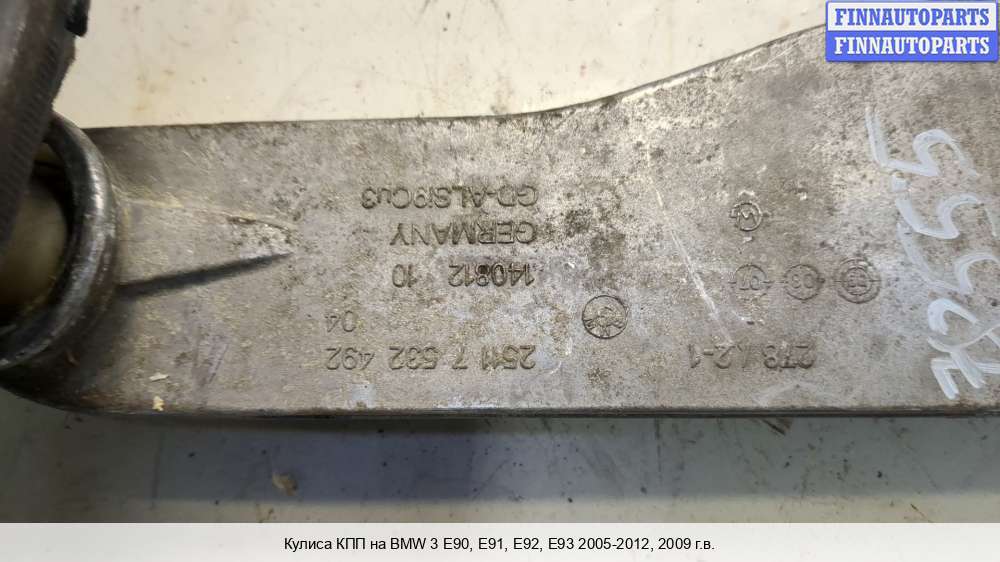 FINNAUTOPARTS
FINNAUTOPARTS
2511 7 532 492
04
140812 10
GERMANY
GD-ALSI9Cu3
Кулиса КПП на BMW 3 E90, E91, E92, E93 2005-2012, 2009 г.в.